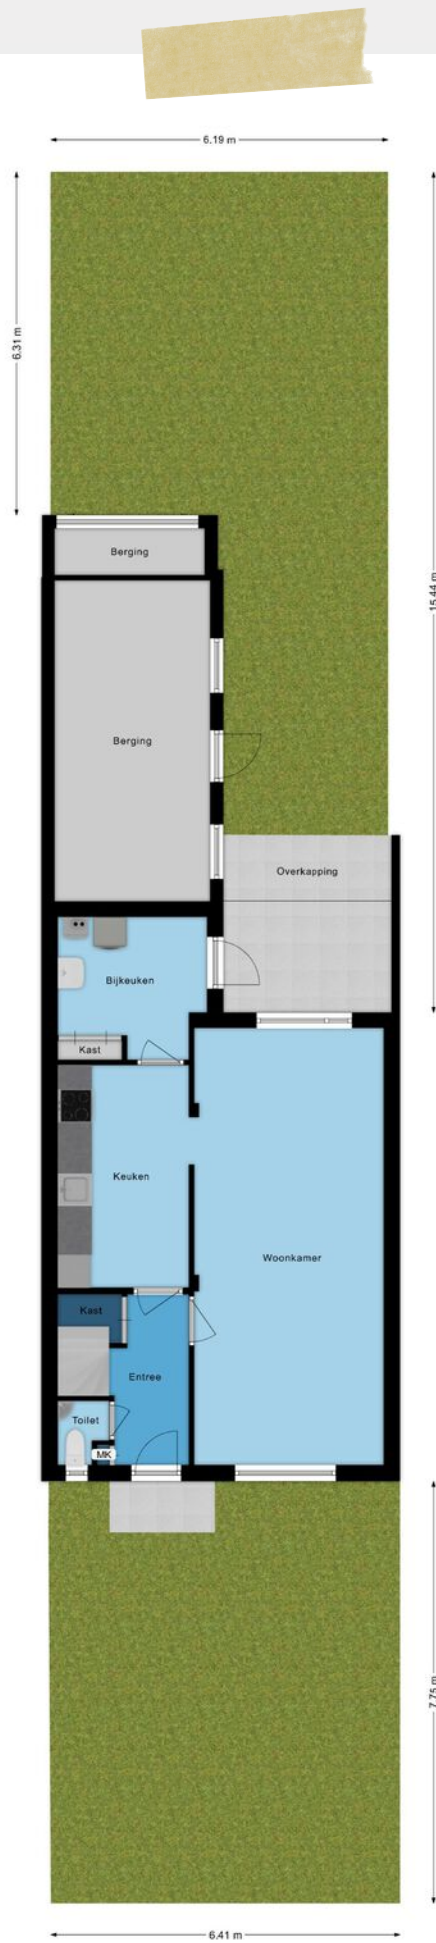 6.19 m
6.31 m
15.44 m
Berging
Berging
Overkapping
Bijkeuken
Kast
Keuken
Woonkamer
Kast
Entree
Toilet
MK
7.75 m
6.41 m